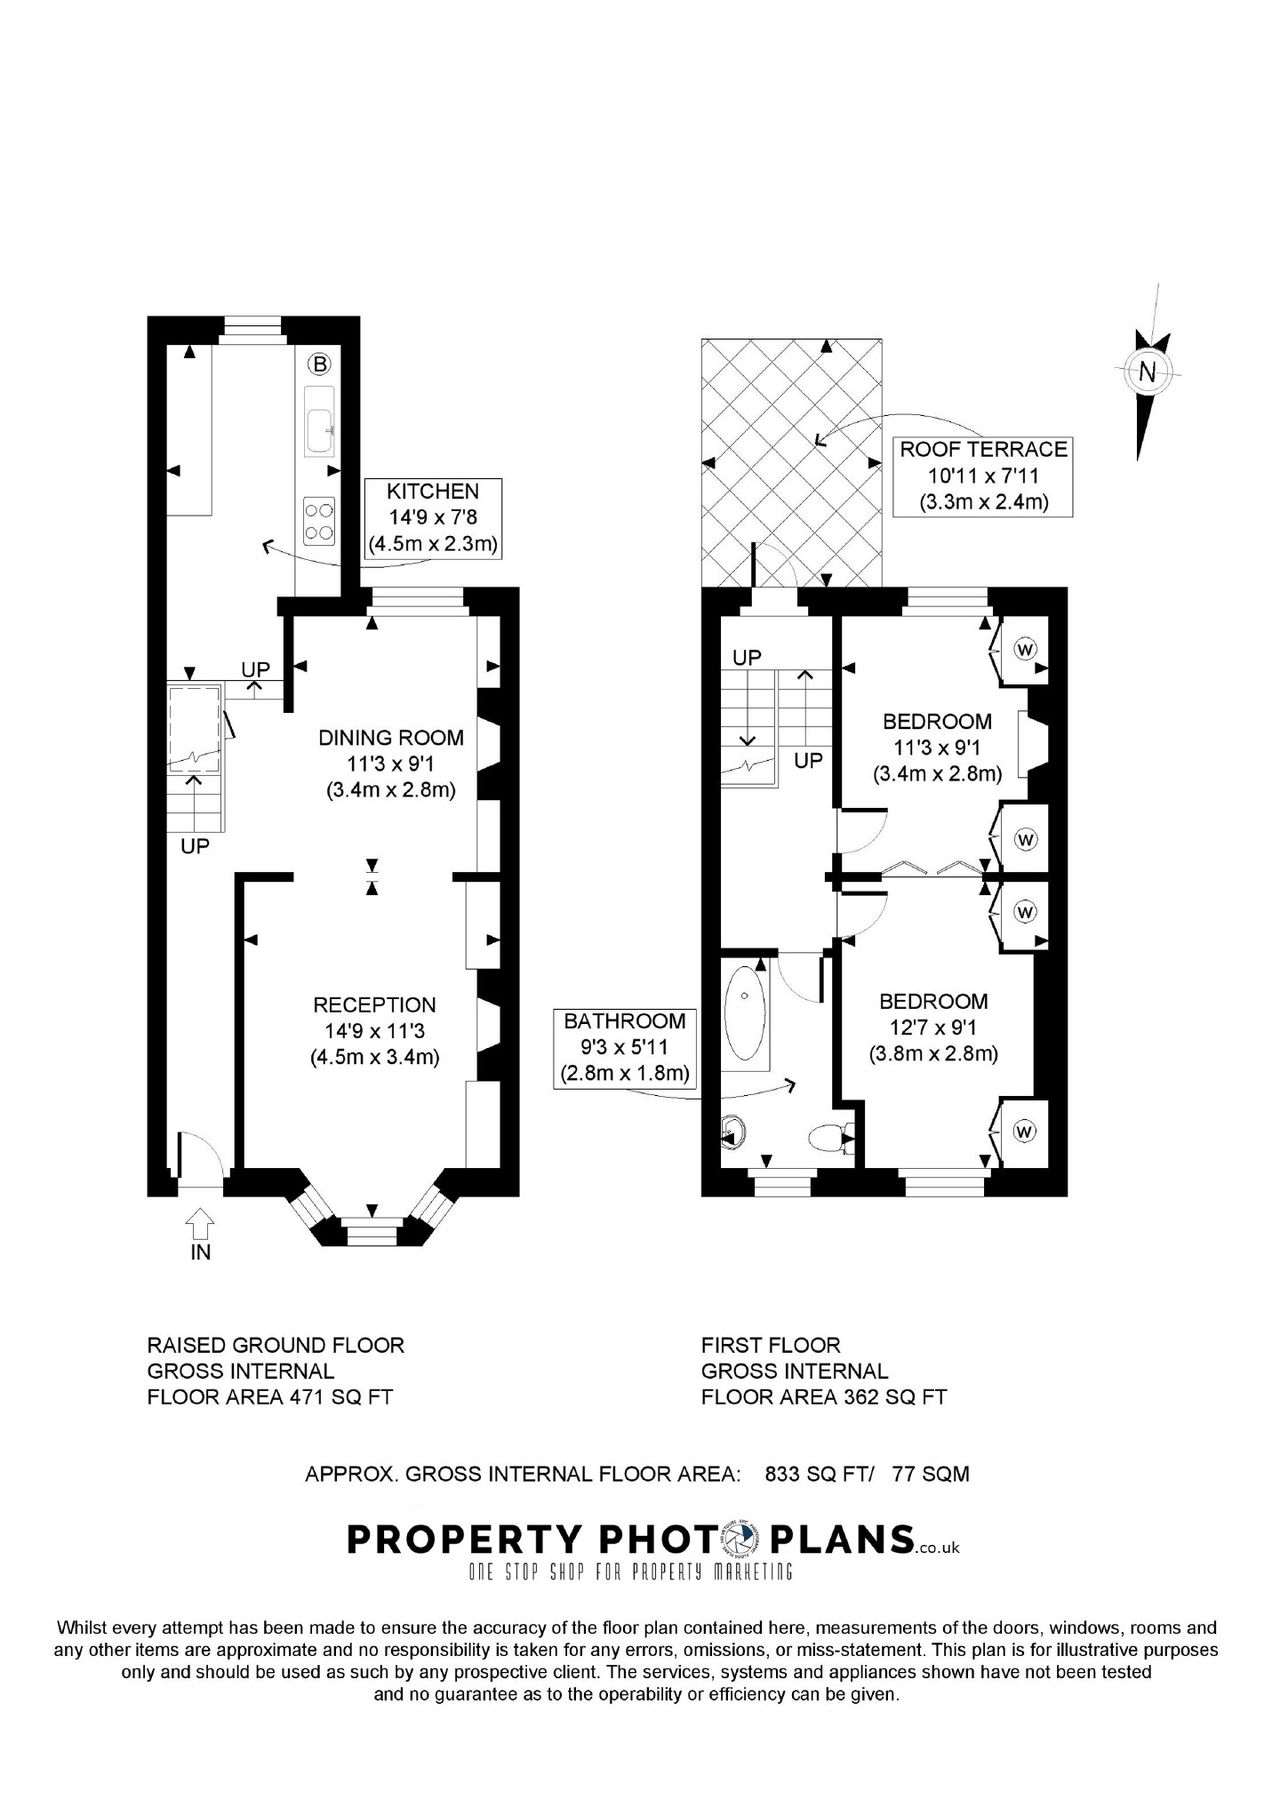 N
B
KITCHEN
14'9 x 7'8
(4.5m x 2.3m)
UP
DINING ROOM
11'3 x 9'1
(3.4m x 2.8m)
UP
RECEPTION
14'9 x 11'3
(4.5m x 3.4m)
IN
ROOF TERRACE
10'11 x 7'11
(3.3m x 2.4m)
UP
UP
W
BEDROOM
11'3 x 9'1
(3.4m x 2.8m)
W
W
BEDROOM
12'7 x 9'1
(3.8m x 2.8m)
W
BATHROOM
9'3 x 5'11
(2.8m x 1.8m)
RAISED GROUND FLOOR
GROSS INTERNAL
FLOOR AREA 471 SQ FT
FIRST FLOOR
GROSS INTERNAL
FLOOR AREA 362 SQ FT
APPROX. GROSS INTERNAL FLOOR AREA: 833 SQ FT/ 77 SQM
PROPERTY PHOTO PLANS.co.uk
ONE STOP SHOP FOR PROPERTY MARKETING
Whilst every attempt has been made to ensure the accuracy of the floor plan contained here, measurements of the doors, windows, rooms and
any other items are approximate and no responsibility is taken for any errors, omissions, or miss-statement. This plan is for illustrative purposes
only and should be used as such by any prospective client. The services, systems and appliances shown have not been tested
and no guarantee as to the operability or efficiency can be given.